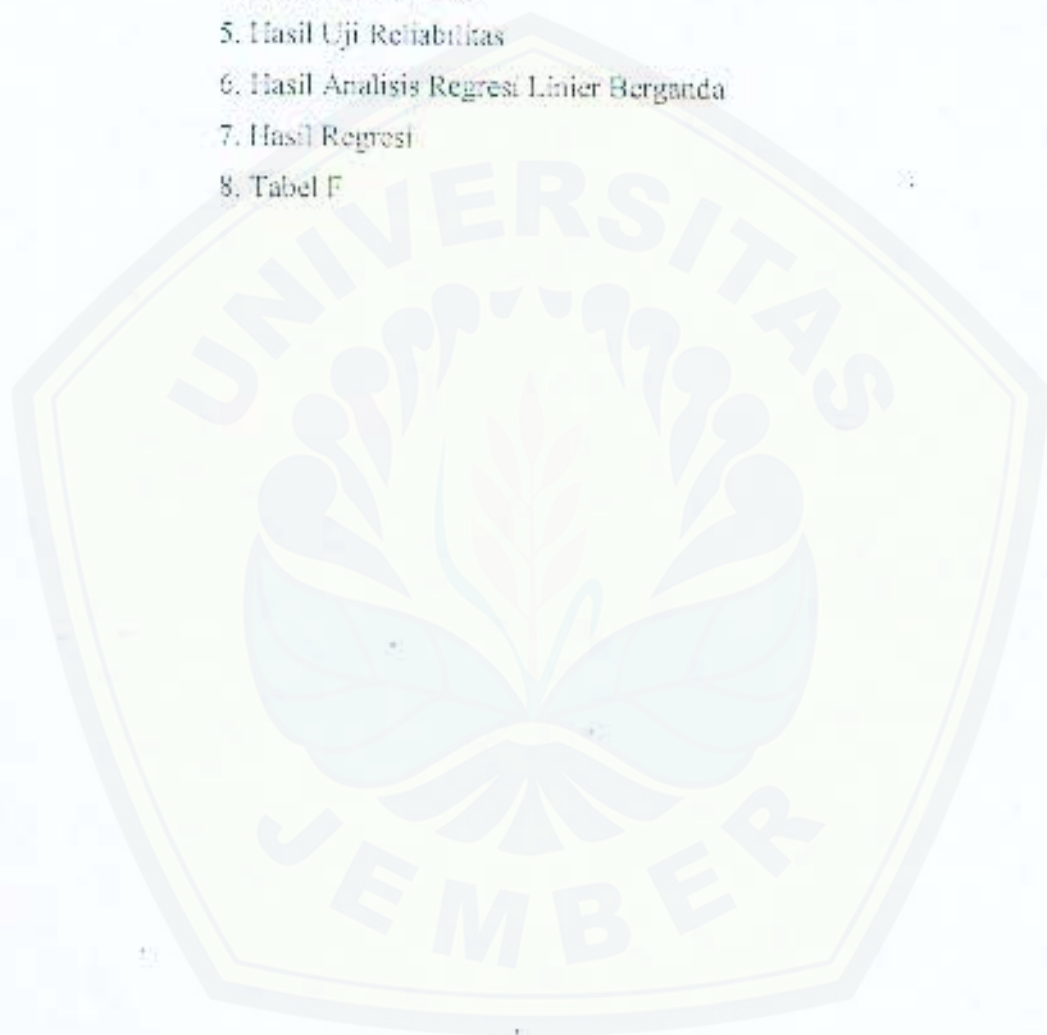 5. Hasil Uji Reliabilitas
6. Hasil Analisis Regresi Linier Berganda
7. Hasil Regresi
8. Tabel F
UNIVERSITAS
JEMBER